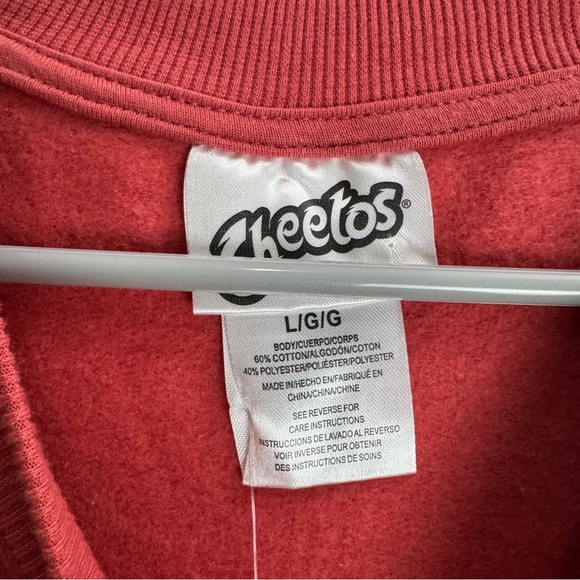 Cheetos®
L/G/G
BODY/CUERPO/CORPS
60% COTTON/ALGODÓN/COTON
40% POLYESTER/POLIÉSTER/POLYESTER
MADE IN/HECHO EN/FABRIQUÉ EN
CHINA/CHINA/CHINE
SEE REVERSE FOR
CARE INSTRUCTIONS
INSTRUCCIONES DE LAVADO AL REVERSO
VOIR INVERSE POUR OBTENIR
DES INSTRUCTIONS DE SOINS